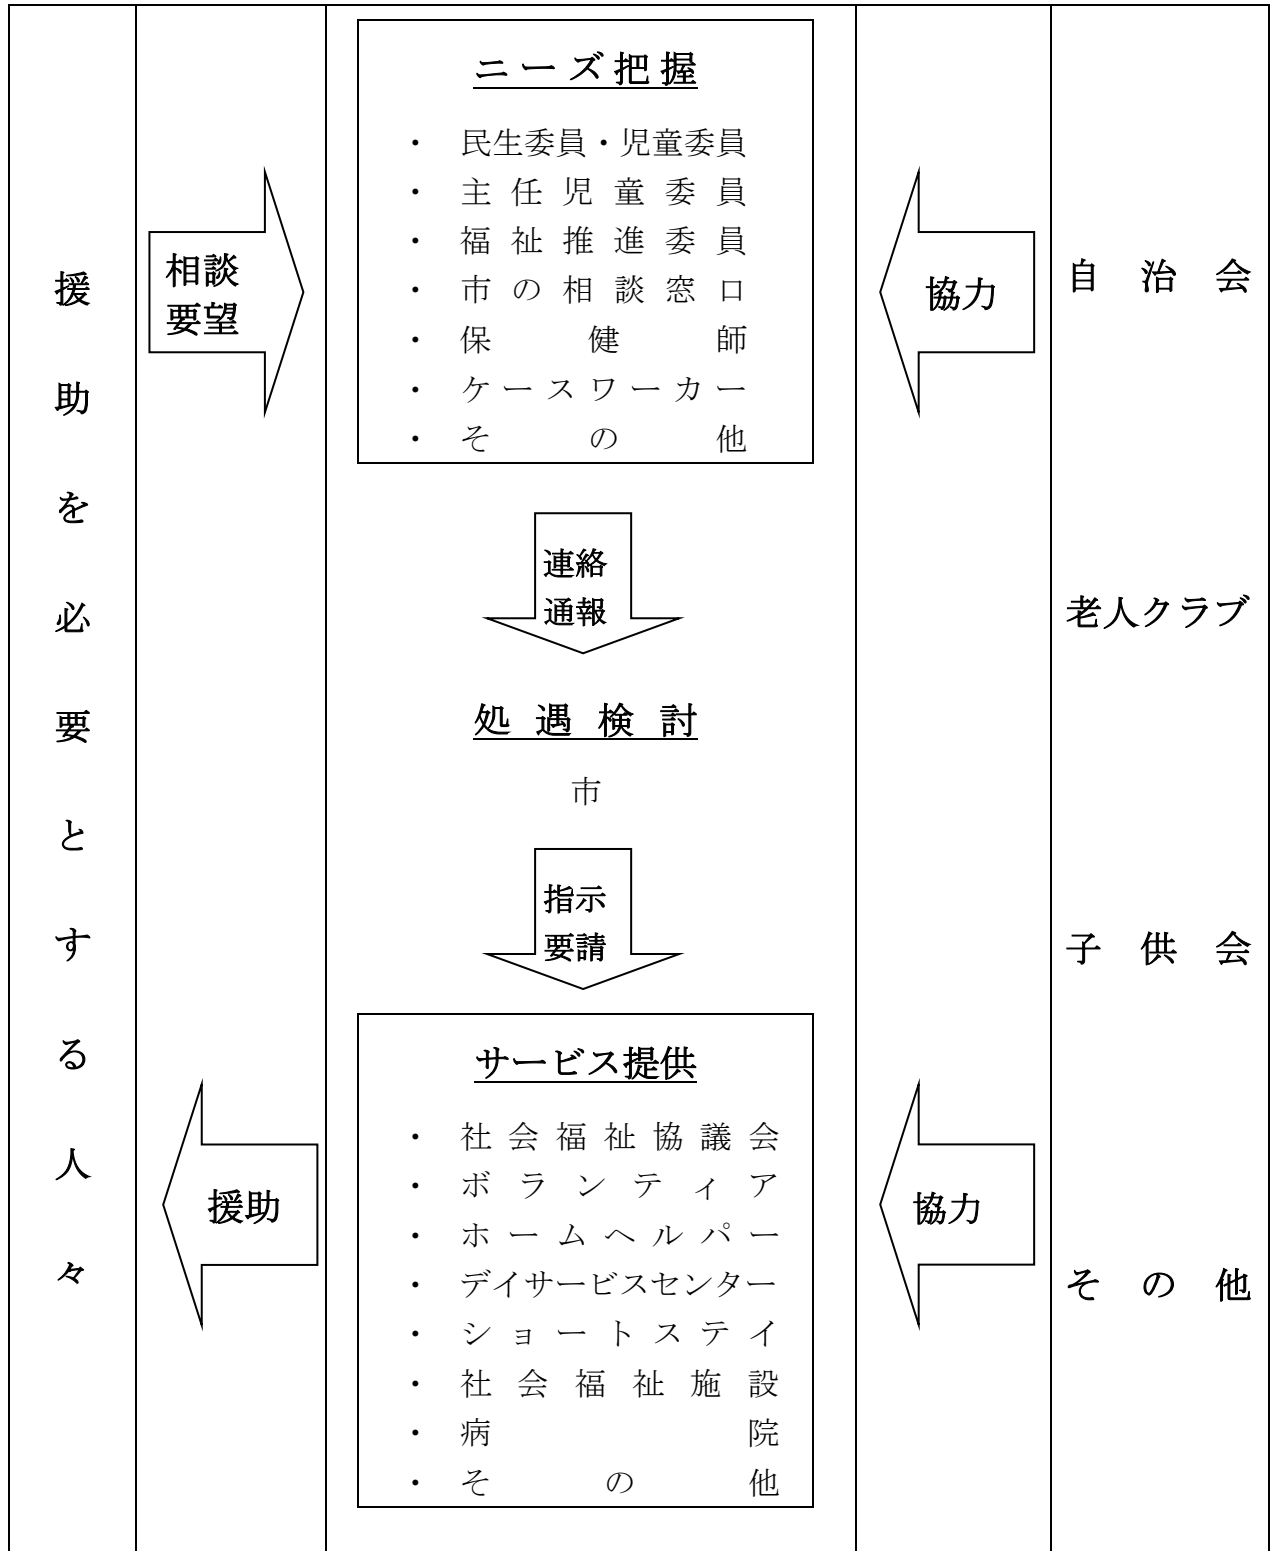 援助を必要とする人々
相談
要望
ニーズ把握
・ 民生委員・児童委員
・ 主任児童委員
・ 福祉推進委員
・ 市の相談窓口
・ 保健師
・ ケースワーカー
・ その他
連絡
通報
処遇検討
市
指示
要請
サービス提供
・ 社会福祉協議会
・ ボランティア
・ ホームヘルパー
・ デイサービスセンター
・ ショートステイ
・ 社会福祉施設
・ 病院
・ その他
援助
協力
協力
自治会
老人クラブ
子供会
その他